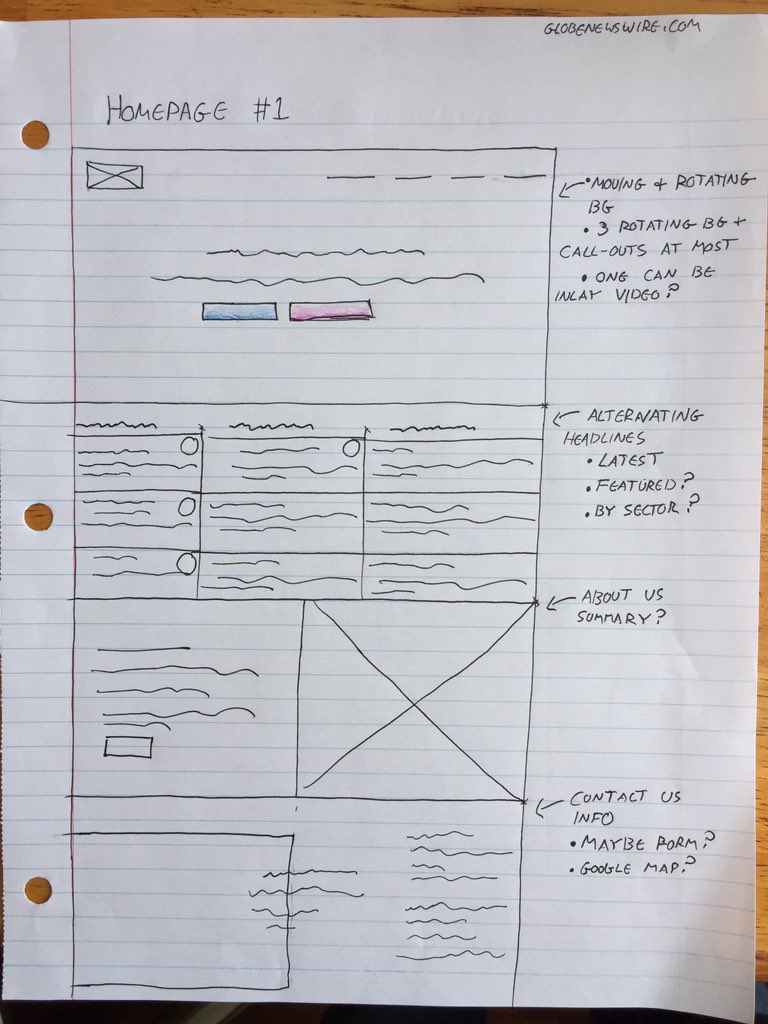 GLOBENEWSWIRE.COM
HOMEPAGE #1
• MOVING & ROTATING
BG
• 3 ROTATING BG +
CALL-OUTS AT MOST
• ONE CAN BE
INLAY VIDEO?
ALTERNATING
HEADLINES
• LATEST
• FEATURED?
• BY SECTOR?
ABOUT US
SUMMARY?
CONTACT US
INFO
• MAYBE FORM?
• GOOGLE MAP?